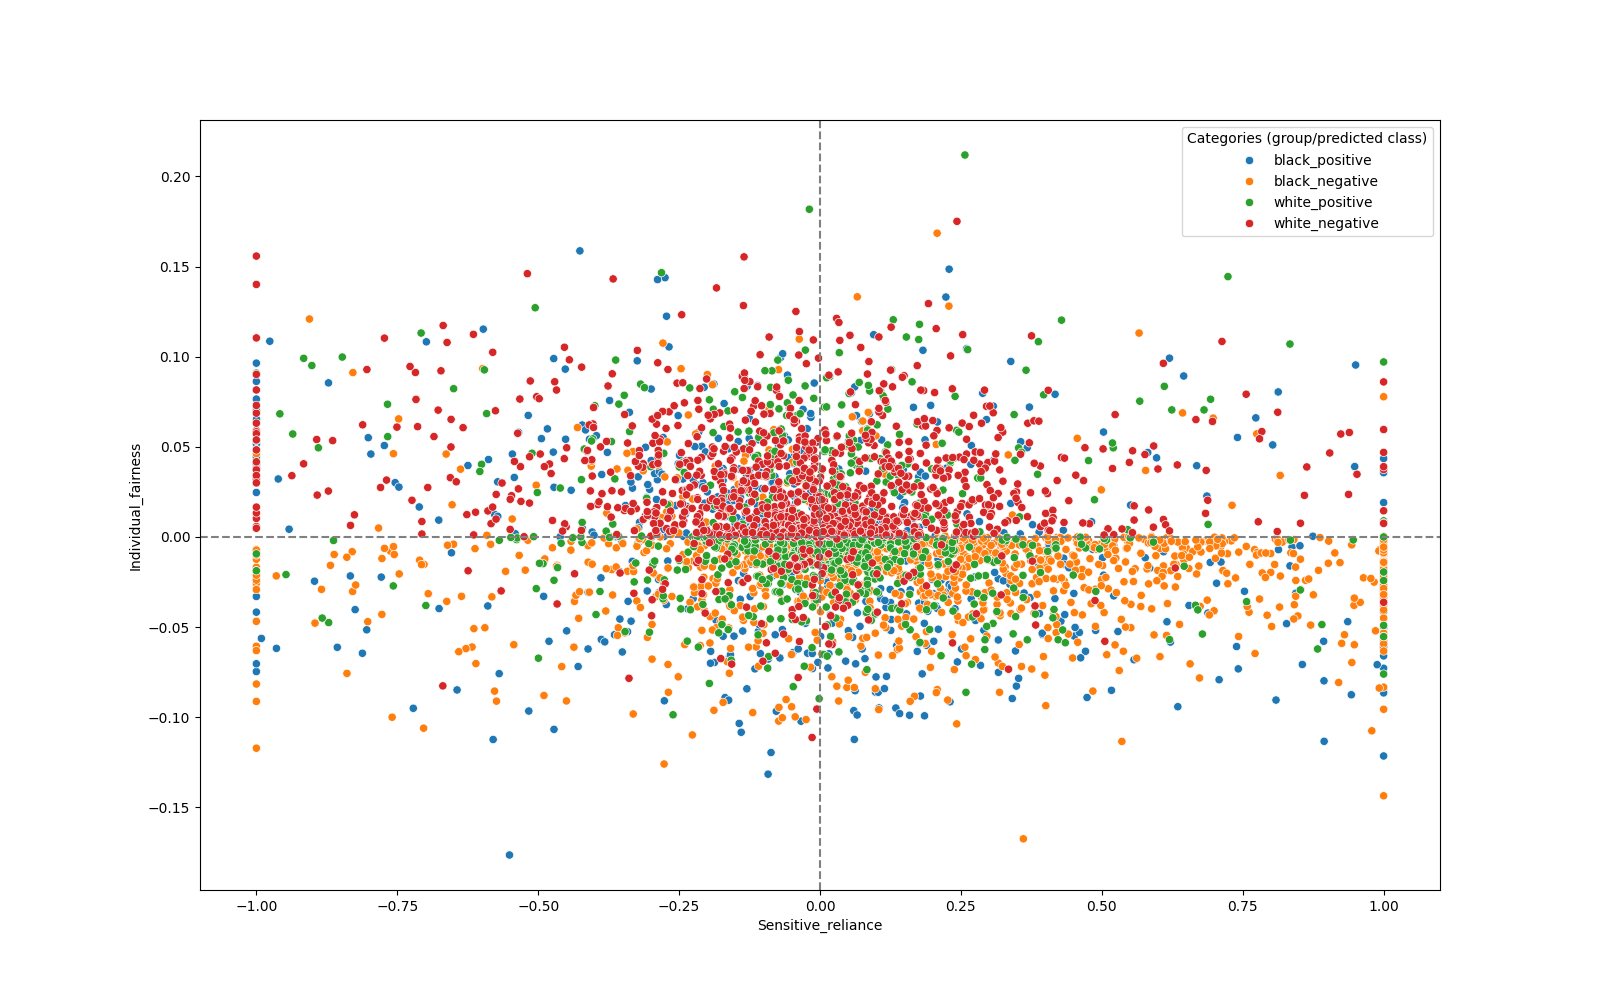 Categories (group/predicted class)
black_positive
black_negative
white_positive
white_negative
0.20
0.15
0.10
0.05
0.00
−0.05
−0.10
−0.15
Individual_fairness
−1.00 −0.75 −0.50 −0.25 0.00 0.25 0.50 0.75 1.00
Sensitive_reliance